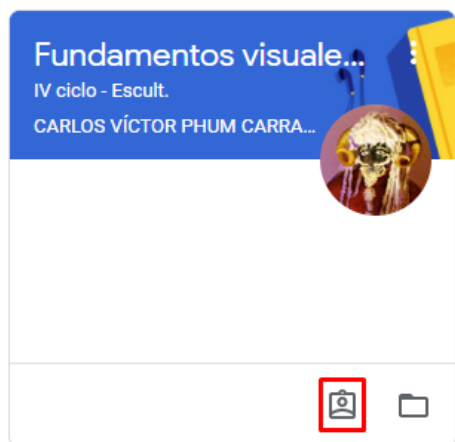 Fundamentos visuale...
IV ciclo - Escult.
CARLOS VÍCTOR PHUM CARRA...